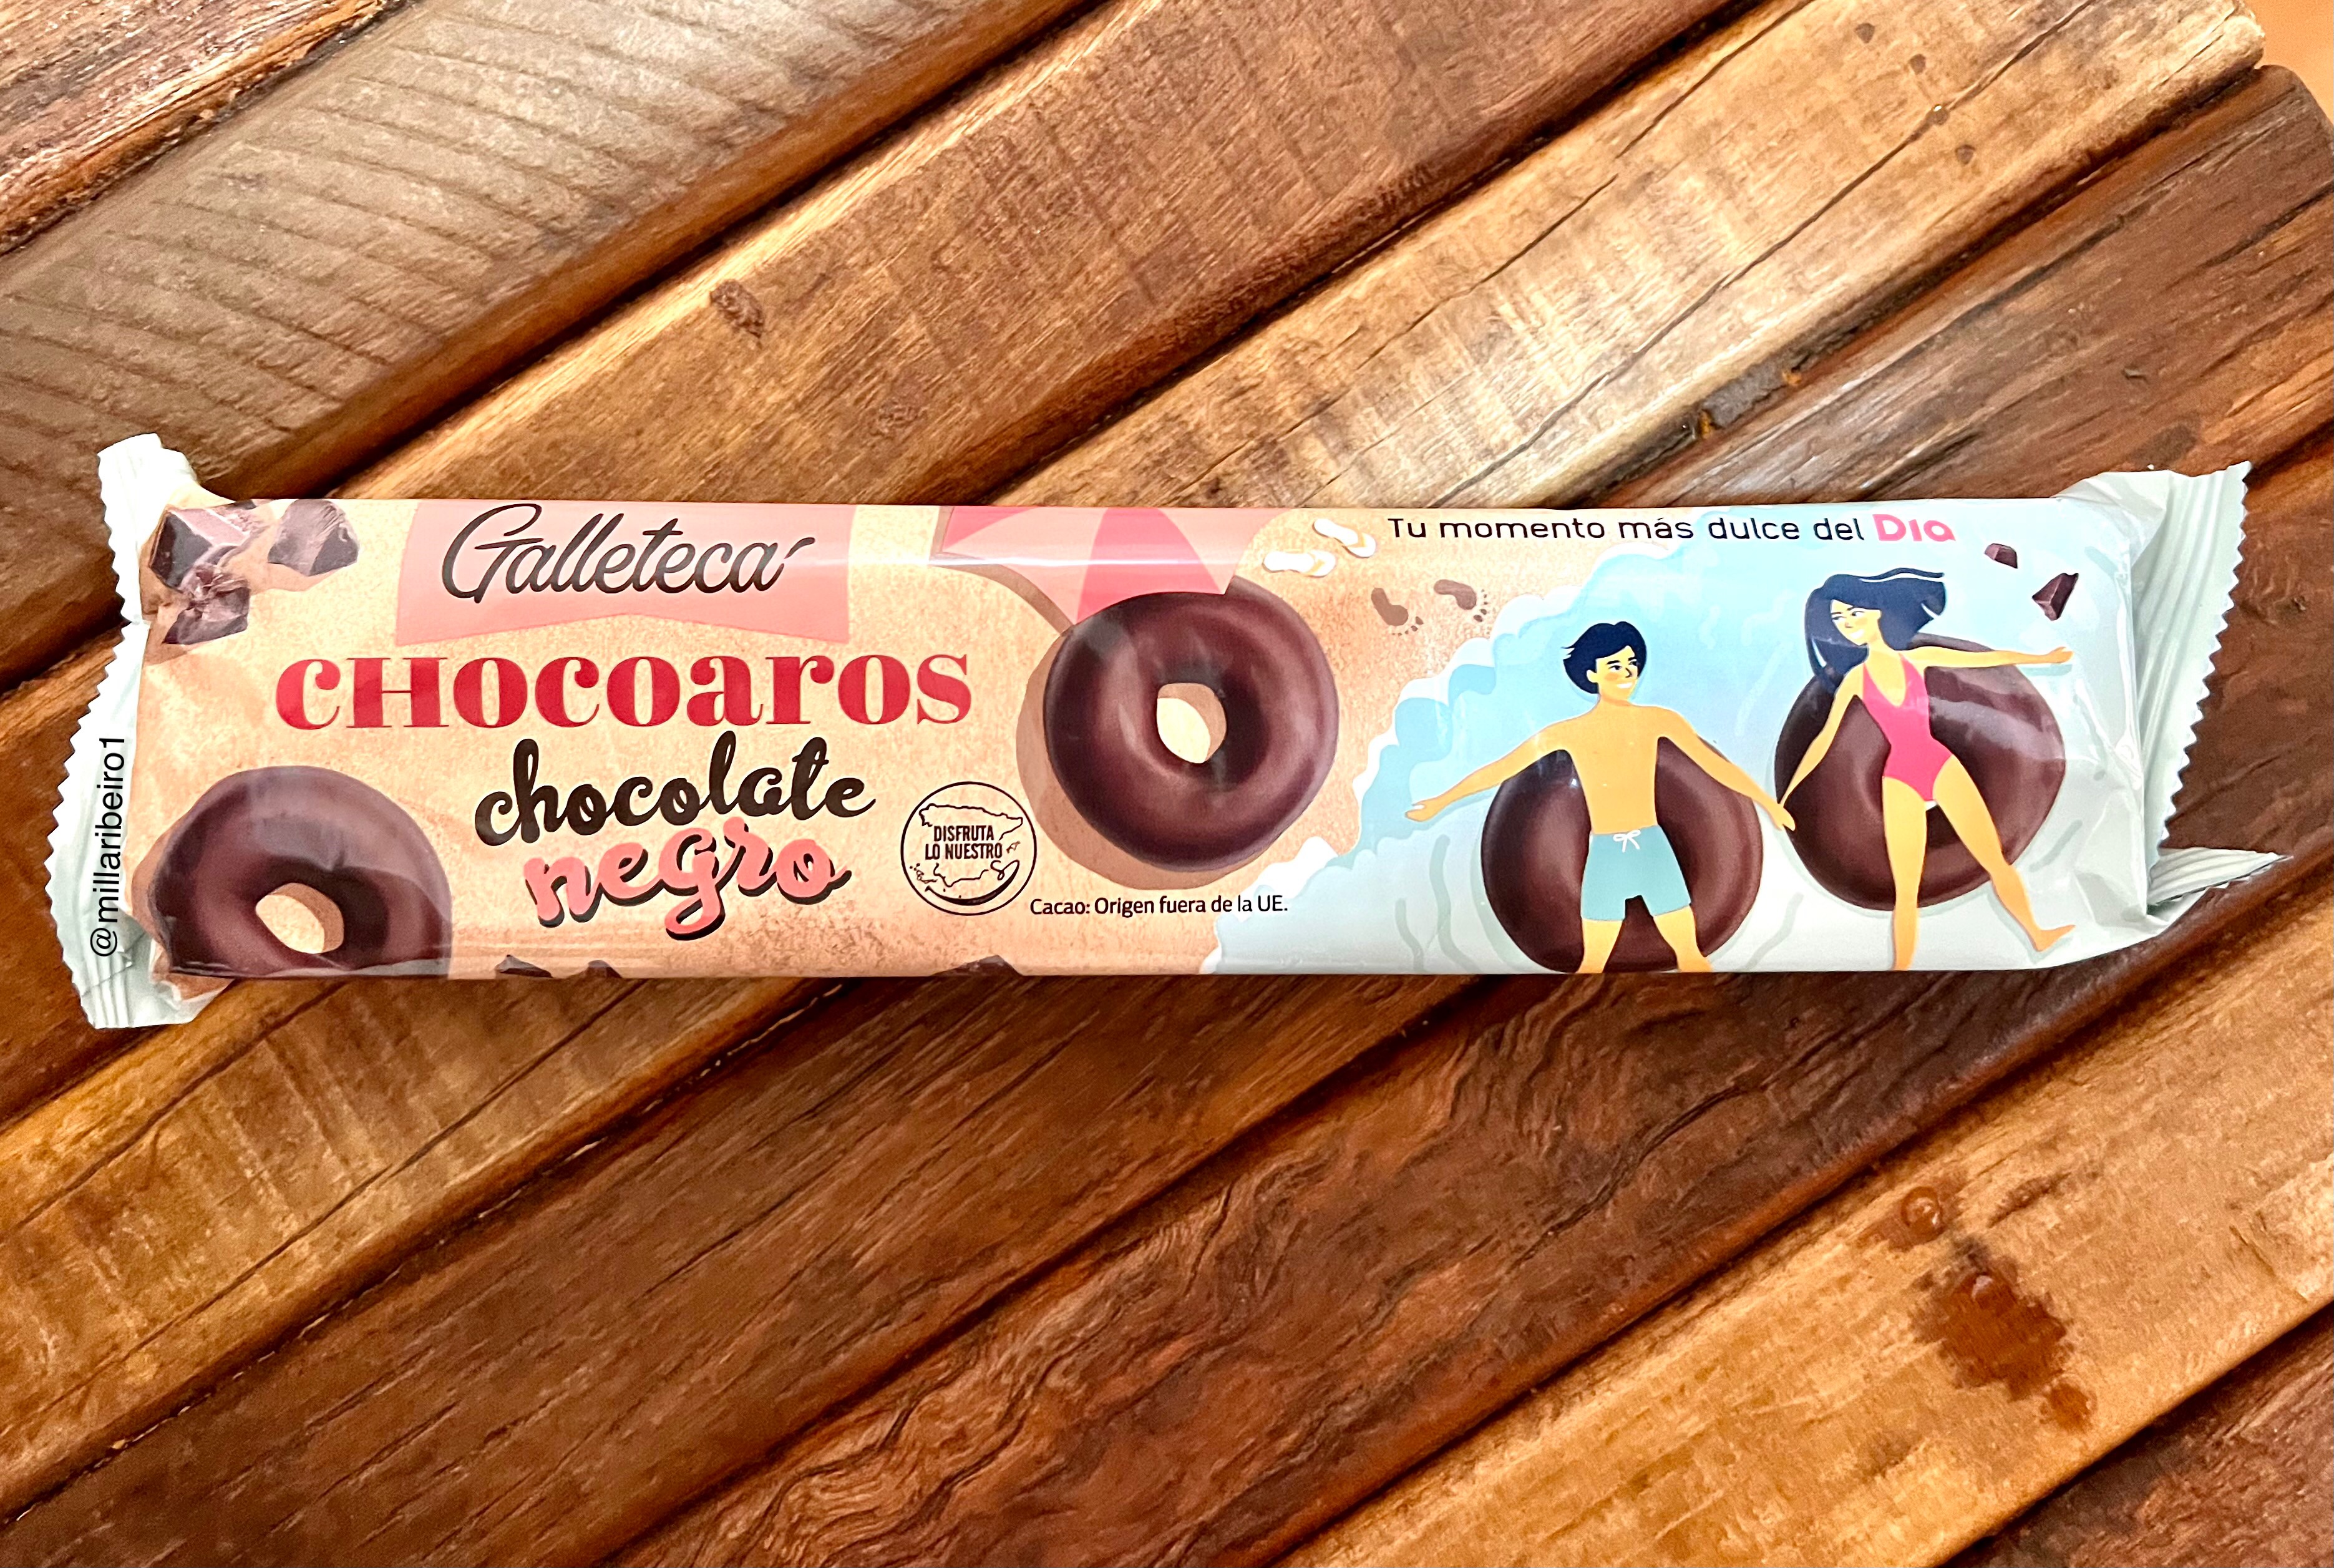 Galleteca
CHOCOAROS
chocolate
negro
DISFRUTA
LO NUESTRO
Cacao: Origen fuera de la UE.
Tu momento más dulce del Dia
@millaribeiro1